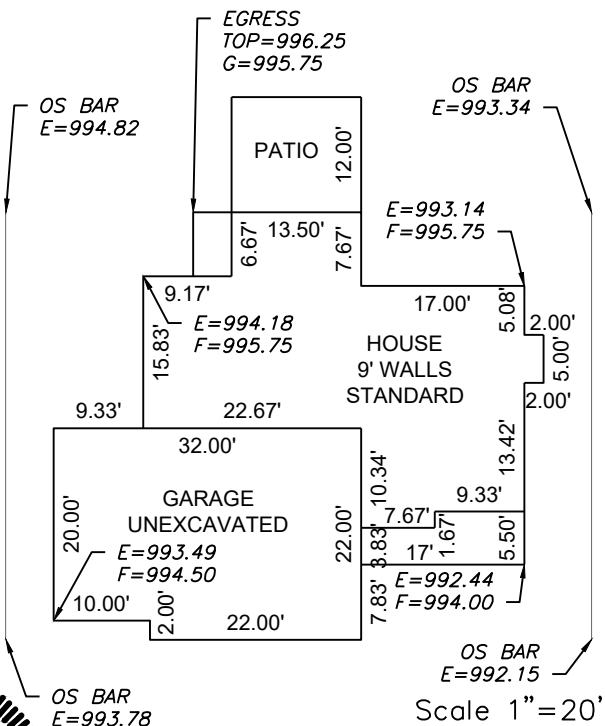 EGRESS
TOP=996.25
G=995.75
OS BAR
E=994.82
OS BAR
E=993.34
PATIO
12.00'
E=993.14
F=995.75
13.50'
6.67'
7.67'
9.17'
17.00'
5.08'
2.00'
E=994.18
F=995.75
15.83'
HOUSE
9' WALLS
STANDARD
5.00'
2.00'
9.33'
22.67'
13.42'
32.00'
10.34'
9.33'
GARAGE
UNEXCAVATED
7.67'
20.00'
22.00'
3.83'
1.67'
5.50'
E=993.49
F=994.50
17'
10.00'
2.00'
22.00'
7.83'
E=992.44
F=994.00
OS BAR
E=992.15
OS BAR
E=993.78
Scale 1"=20'